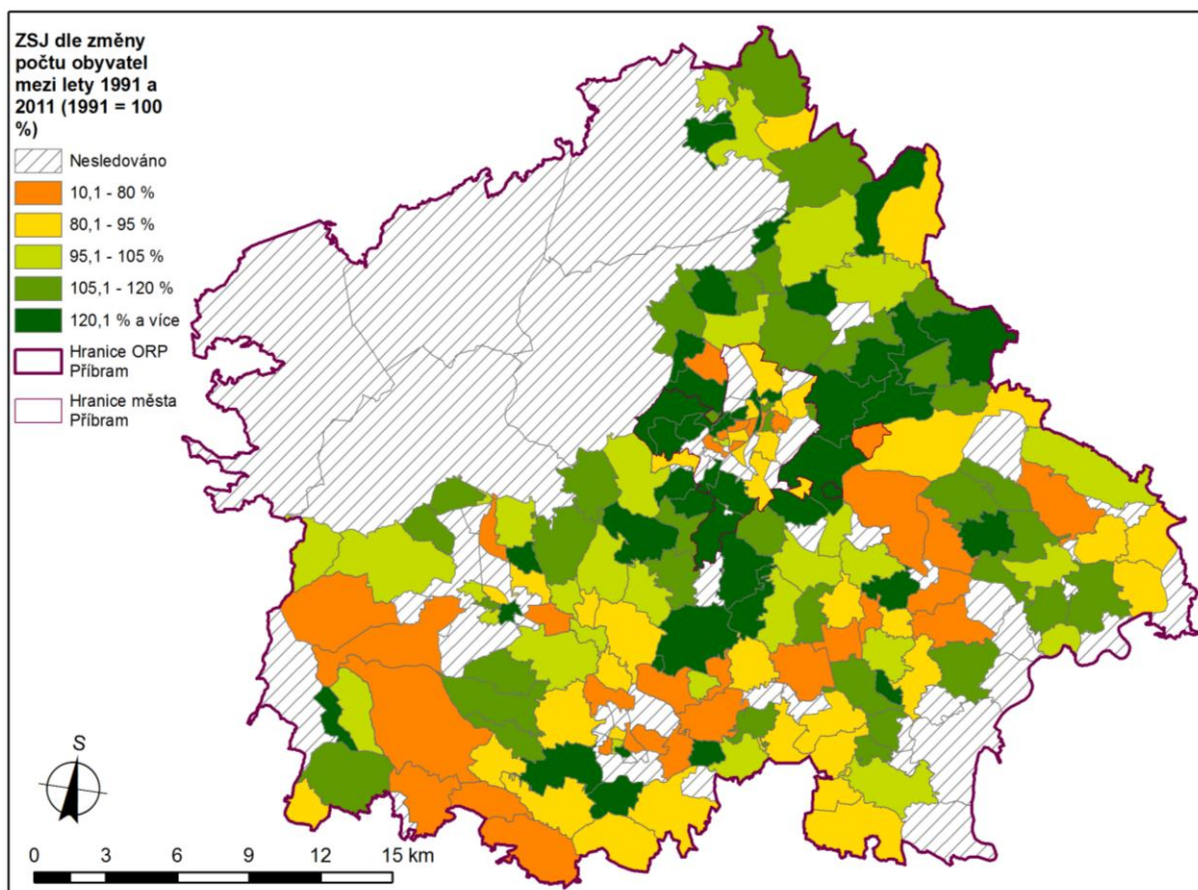 ZSJ dle změny
počtu obyvatel
mezi lety 1991 a
2011 (1991 = 100
%)
Nesledováno
10,1 - 80 %
80,1 - 95 %
95,1 - 105 %
105,1 - 120 %
120,1 % a více
Hranice ORP
Příbram
Hranice města
Příbram
S
0 3 6 9 12 15 km